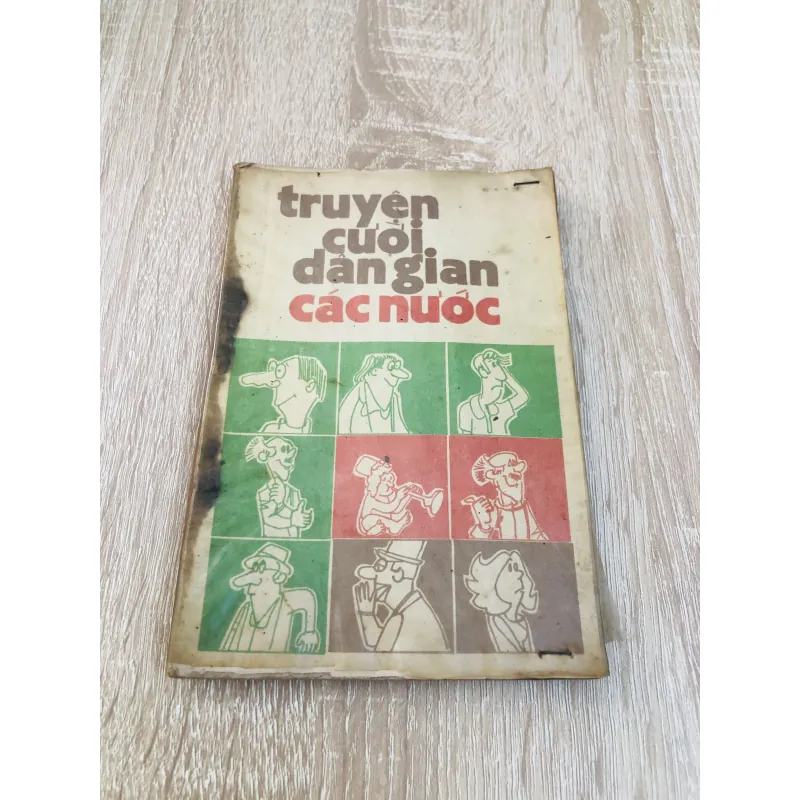 truyện
cười
dân gian
các nước